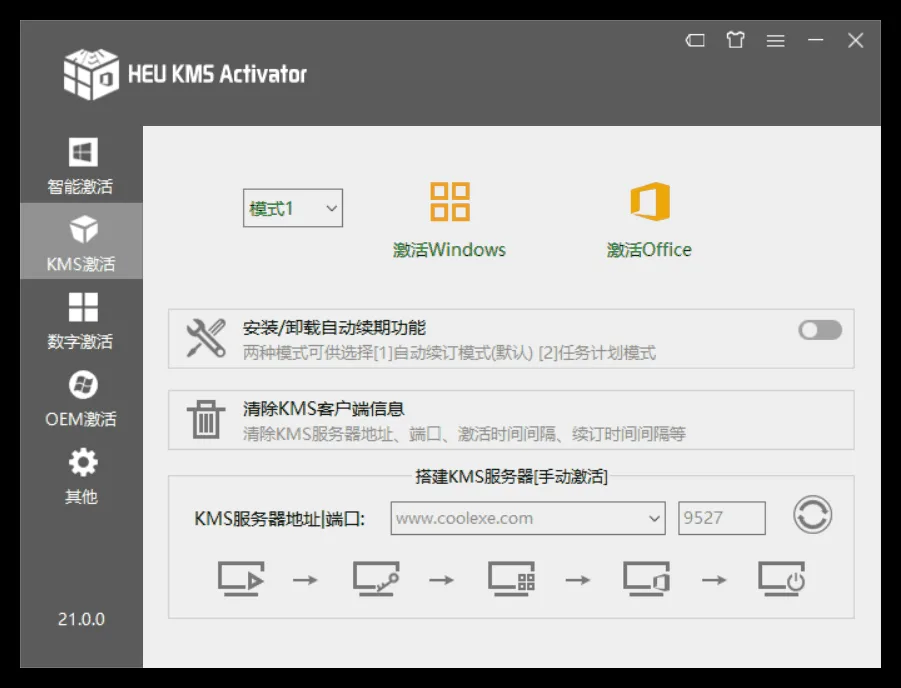 HEU KMS Activator
智能激活
KMS激活
数字激活
OEM激活
其他
21.0.0
模式1
激活Windows
激活Office
安装/卸载自动续期功能
两种模式可供选择[1]自动续订模式(默认) [2]任务计划模式
清除KMS客户端信息
清除KMS服务器地址、端口、激活时间间隔、续订时间间隔等
搭建KMS服务器[手动激活]
KMS服务器地址|端口: www.coolexe.com 9527